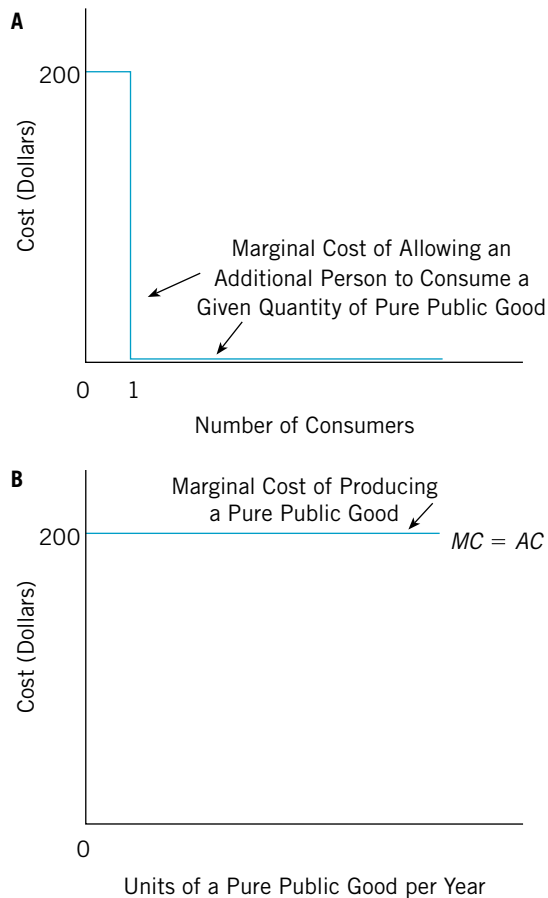 A
200
Cost (Dollars)
Marginal Cost of Allowing an
Additional Person to Consume a
Given Quantity of Pure Public Good
0 1
Number of Consumers
B
Marginal Cost of Producing
a Pure Public Good
200
MC = AC
Cost (Dollars)
0
Units of a Pure Public Good per Year